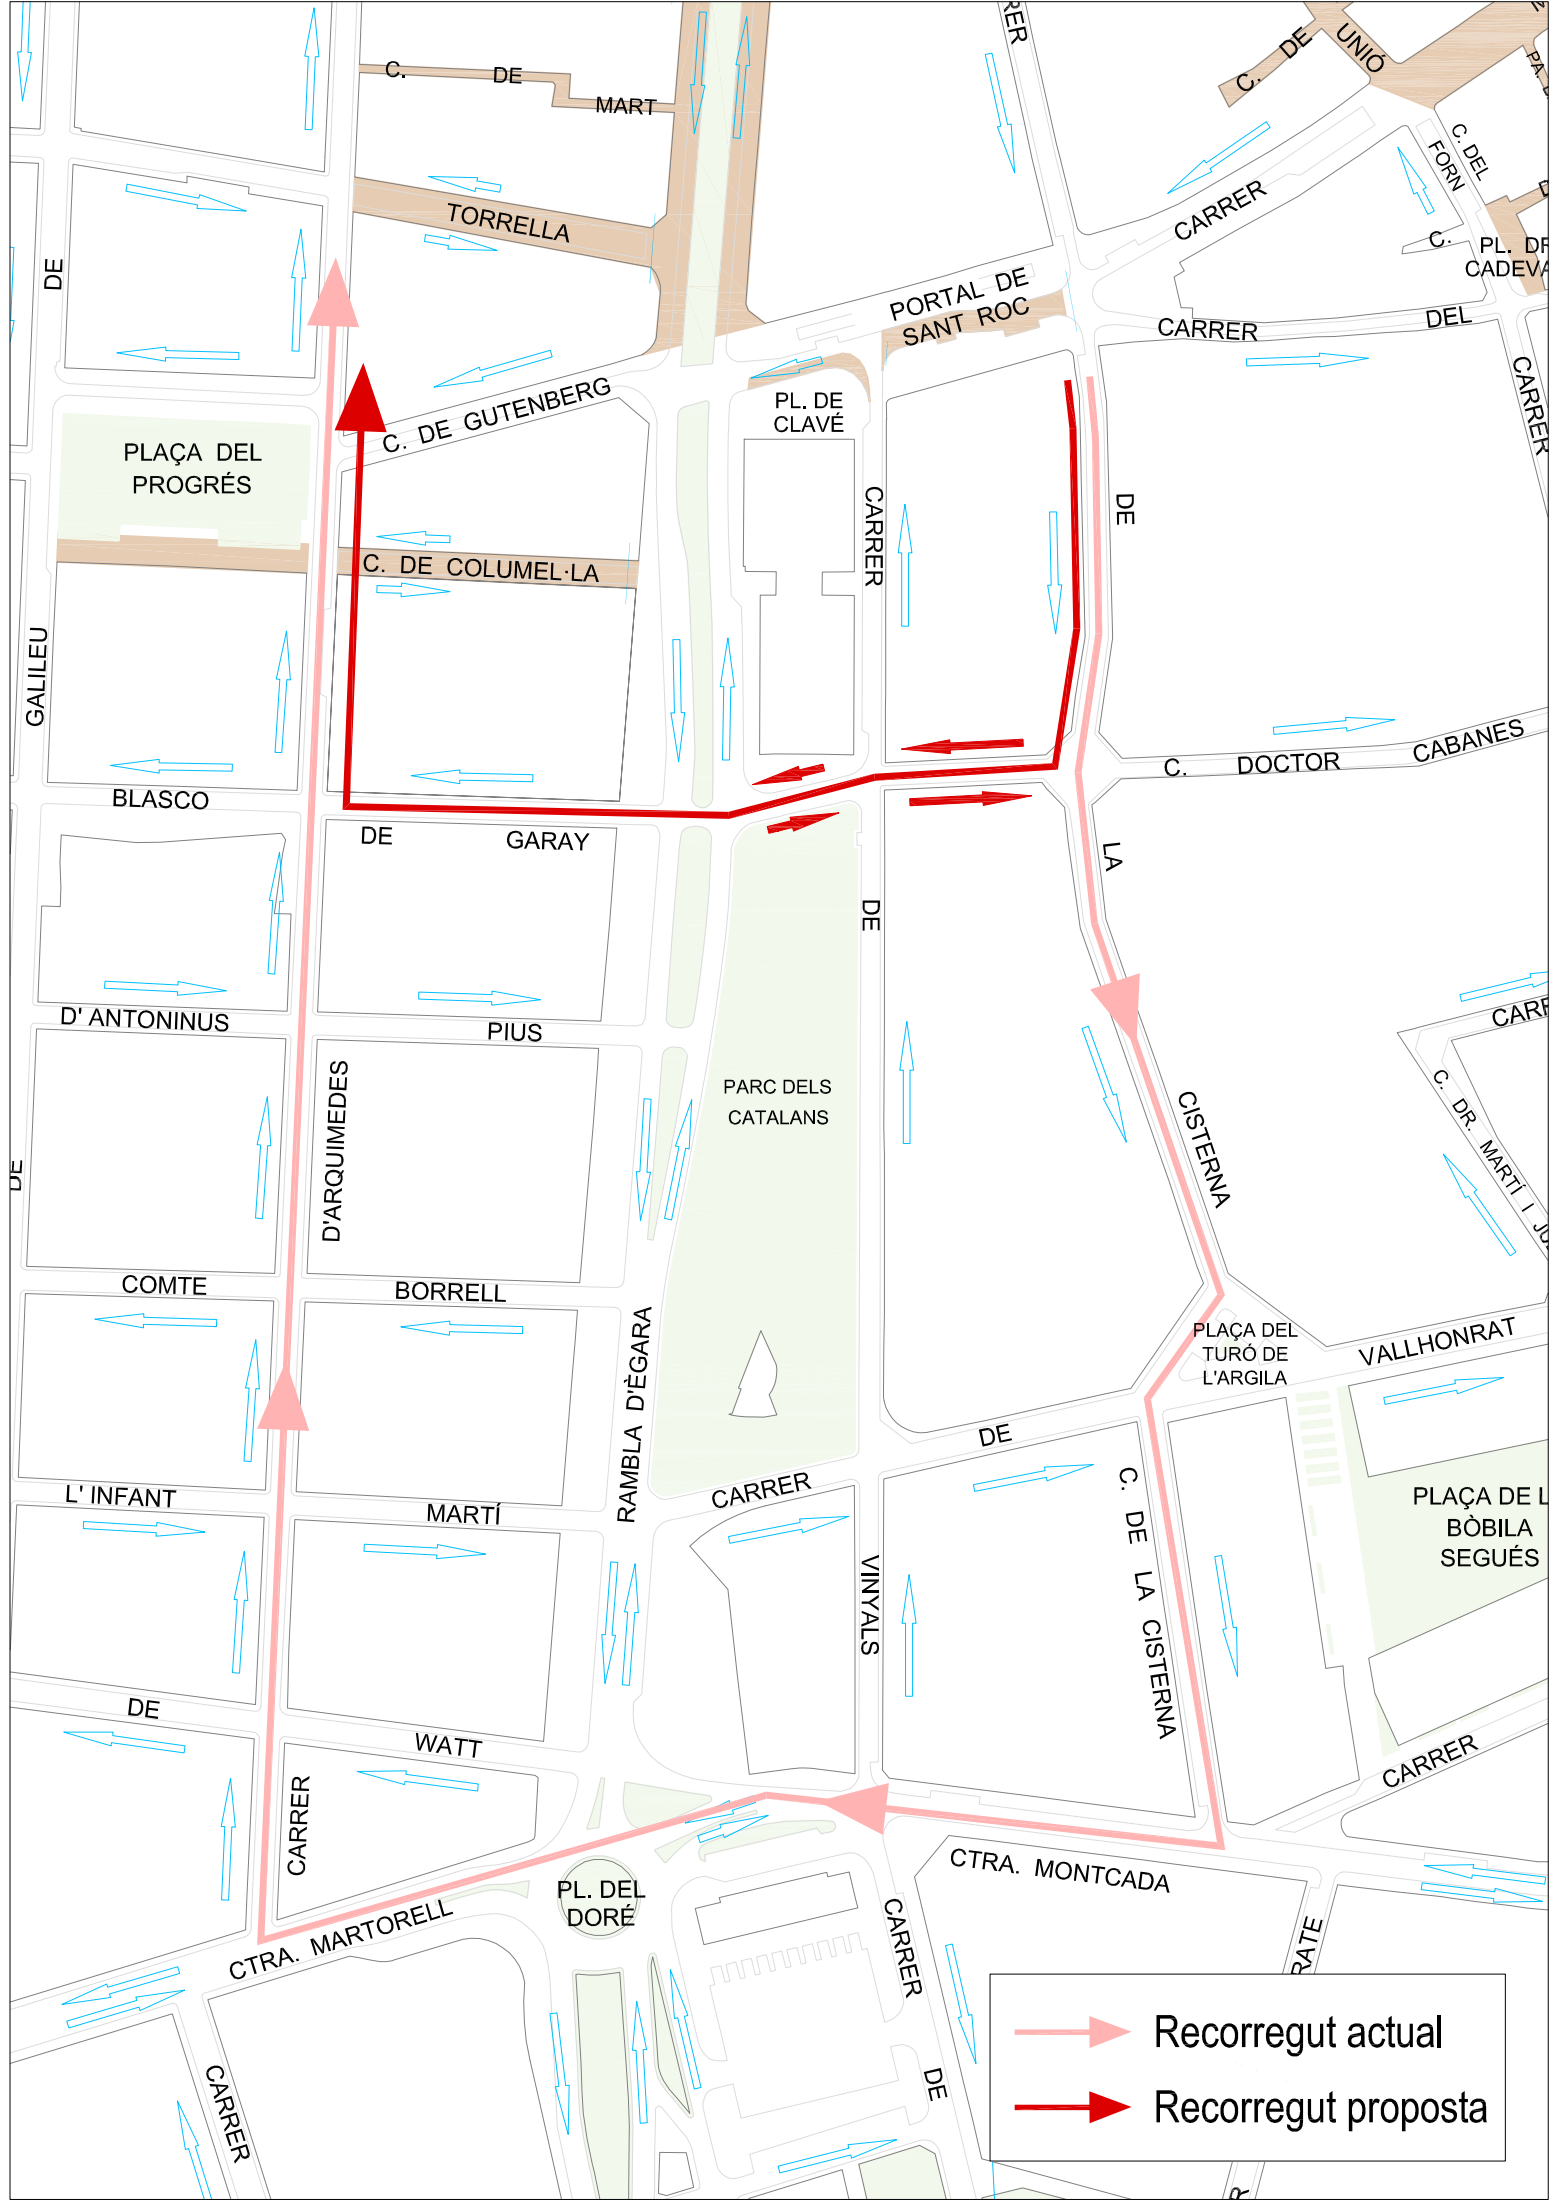 C. DE
MART
C. DE
UNIÓ
C. DEL
FORN
TORRELLA
CARRER
C.
PORTAL DE
SANT ROC
CARRER DEL
CARRER
DE
PL. DE
CLAVÉ
C. DE GUTENBERG
PLAÇA DEL
PROGRÉS
CARRER
DE
C. DE COLUMEL·LA
GALILEU
C. DOCTOR CABANES
BLASCO
DE GARAY
LA
DE
D' ANTONINUS
PIUS
D'ARQUIMEDES
PARC DELS
CATALANS
CISTERNA
C. DR. MARTÍ I
COMTE
BORRELL
RAMBLA D'ÈGARA
PLAÇA DEL
TURÓ DE
L'ARGILA
VALLHONRAT
DE
CARRER
L' INFANT
MARTÍ
C. DE LA CISTERNA
PLAÇA DE
BÒBILA
SEGUÉS
VINYALS
DE
WATT
CARRER
CARRER
CTRA. MONTCADA
PL. DEL
DORÉ
CTRA. MARTORELL
CARRER
DE
CARRER
Recorregut actual
Recorregut proposta